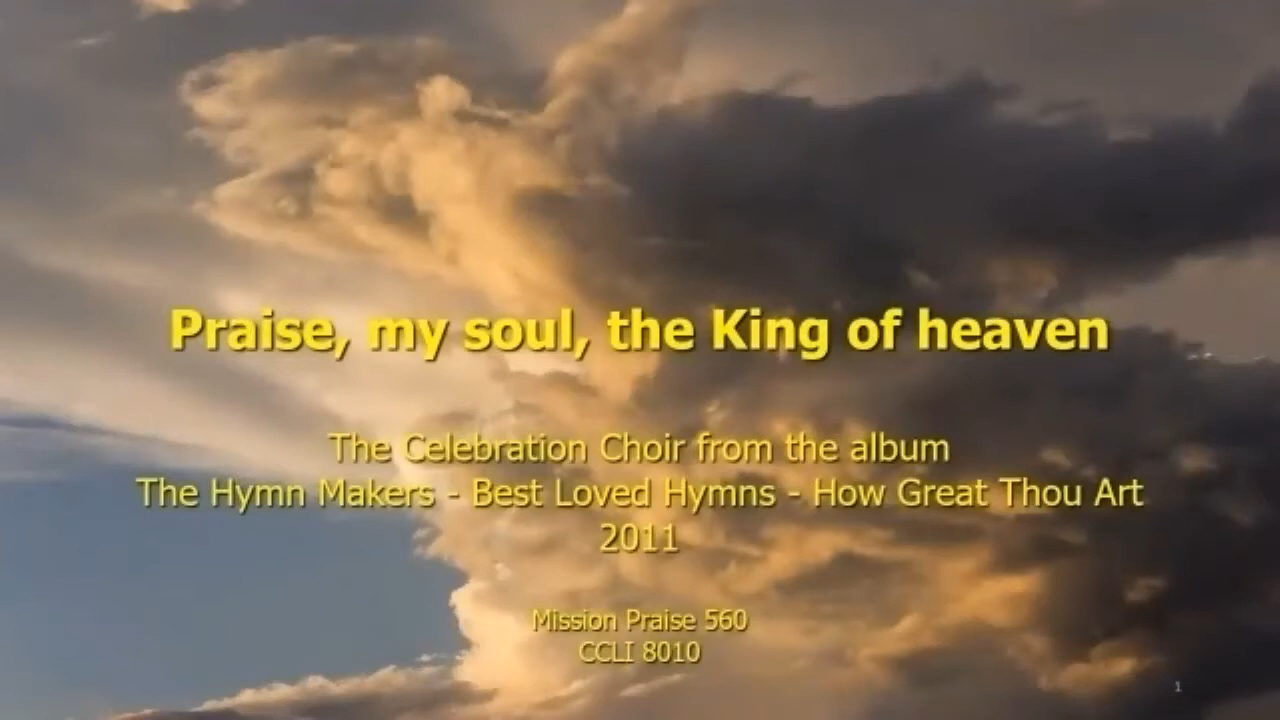 Praise, my soul, the King of heaven
The Celebration Choir from the album
The Hymn Makers - Best Loved Hymns - How Great Thou Art
2011
Mission Praise 560
CCLI 8010
1